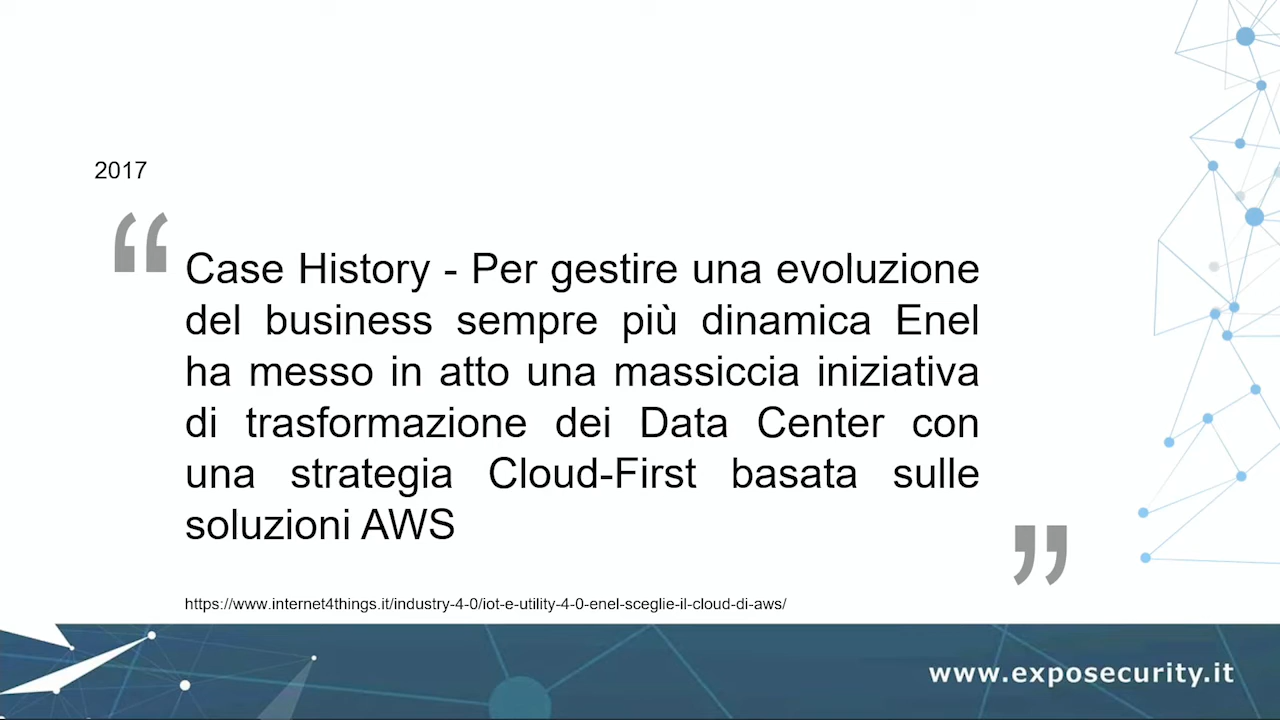 2017
“
Case History - Per gestire una evoluzione
del business sempre più dinamica Enel
ha messo in atto una massiccia iniziativa
di trasformazione dei Data Center con
una strategia Cloud-First basata sulle
soluzioni AWS
”
https://www.internet4things.it/industry-4-0/iot-e-utility-4-0-enel-sceglie-il-cloud-di-aws/
www.exposecurity.it